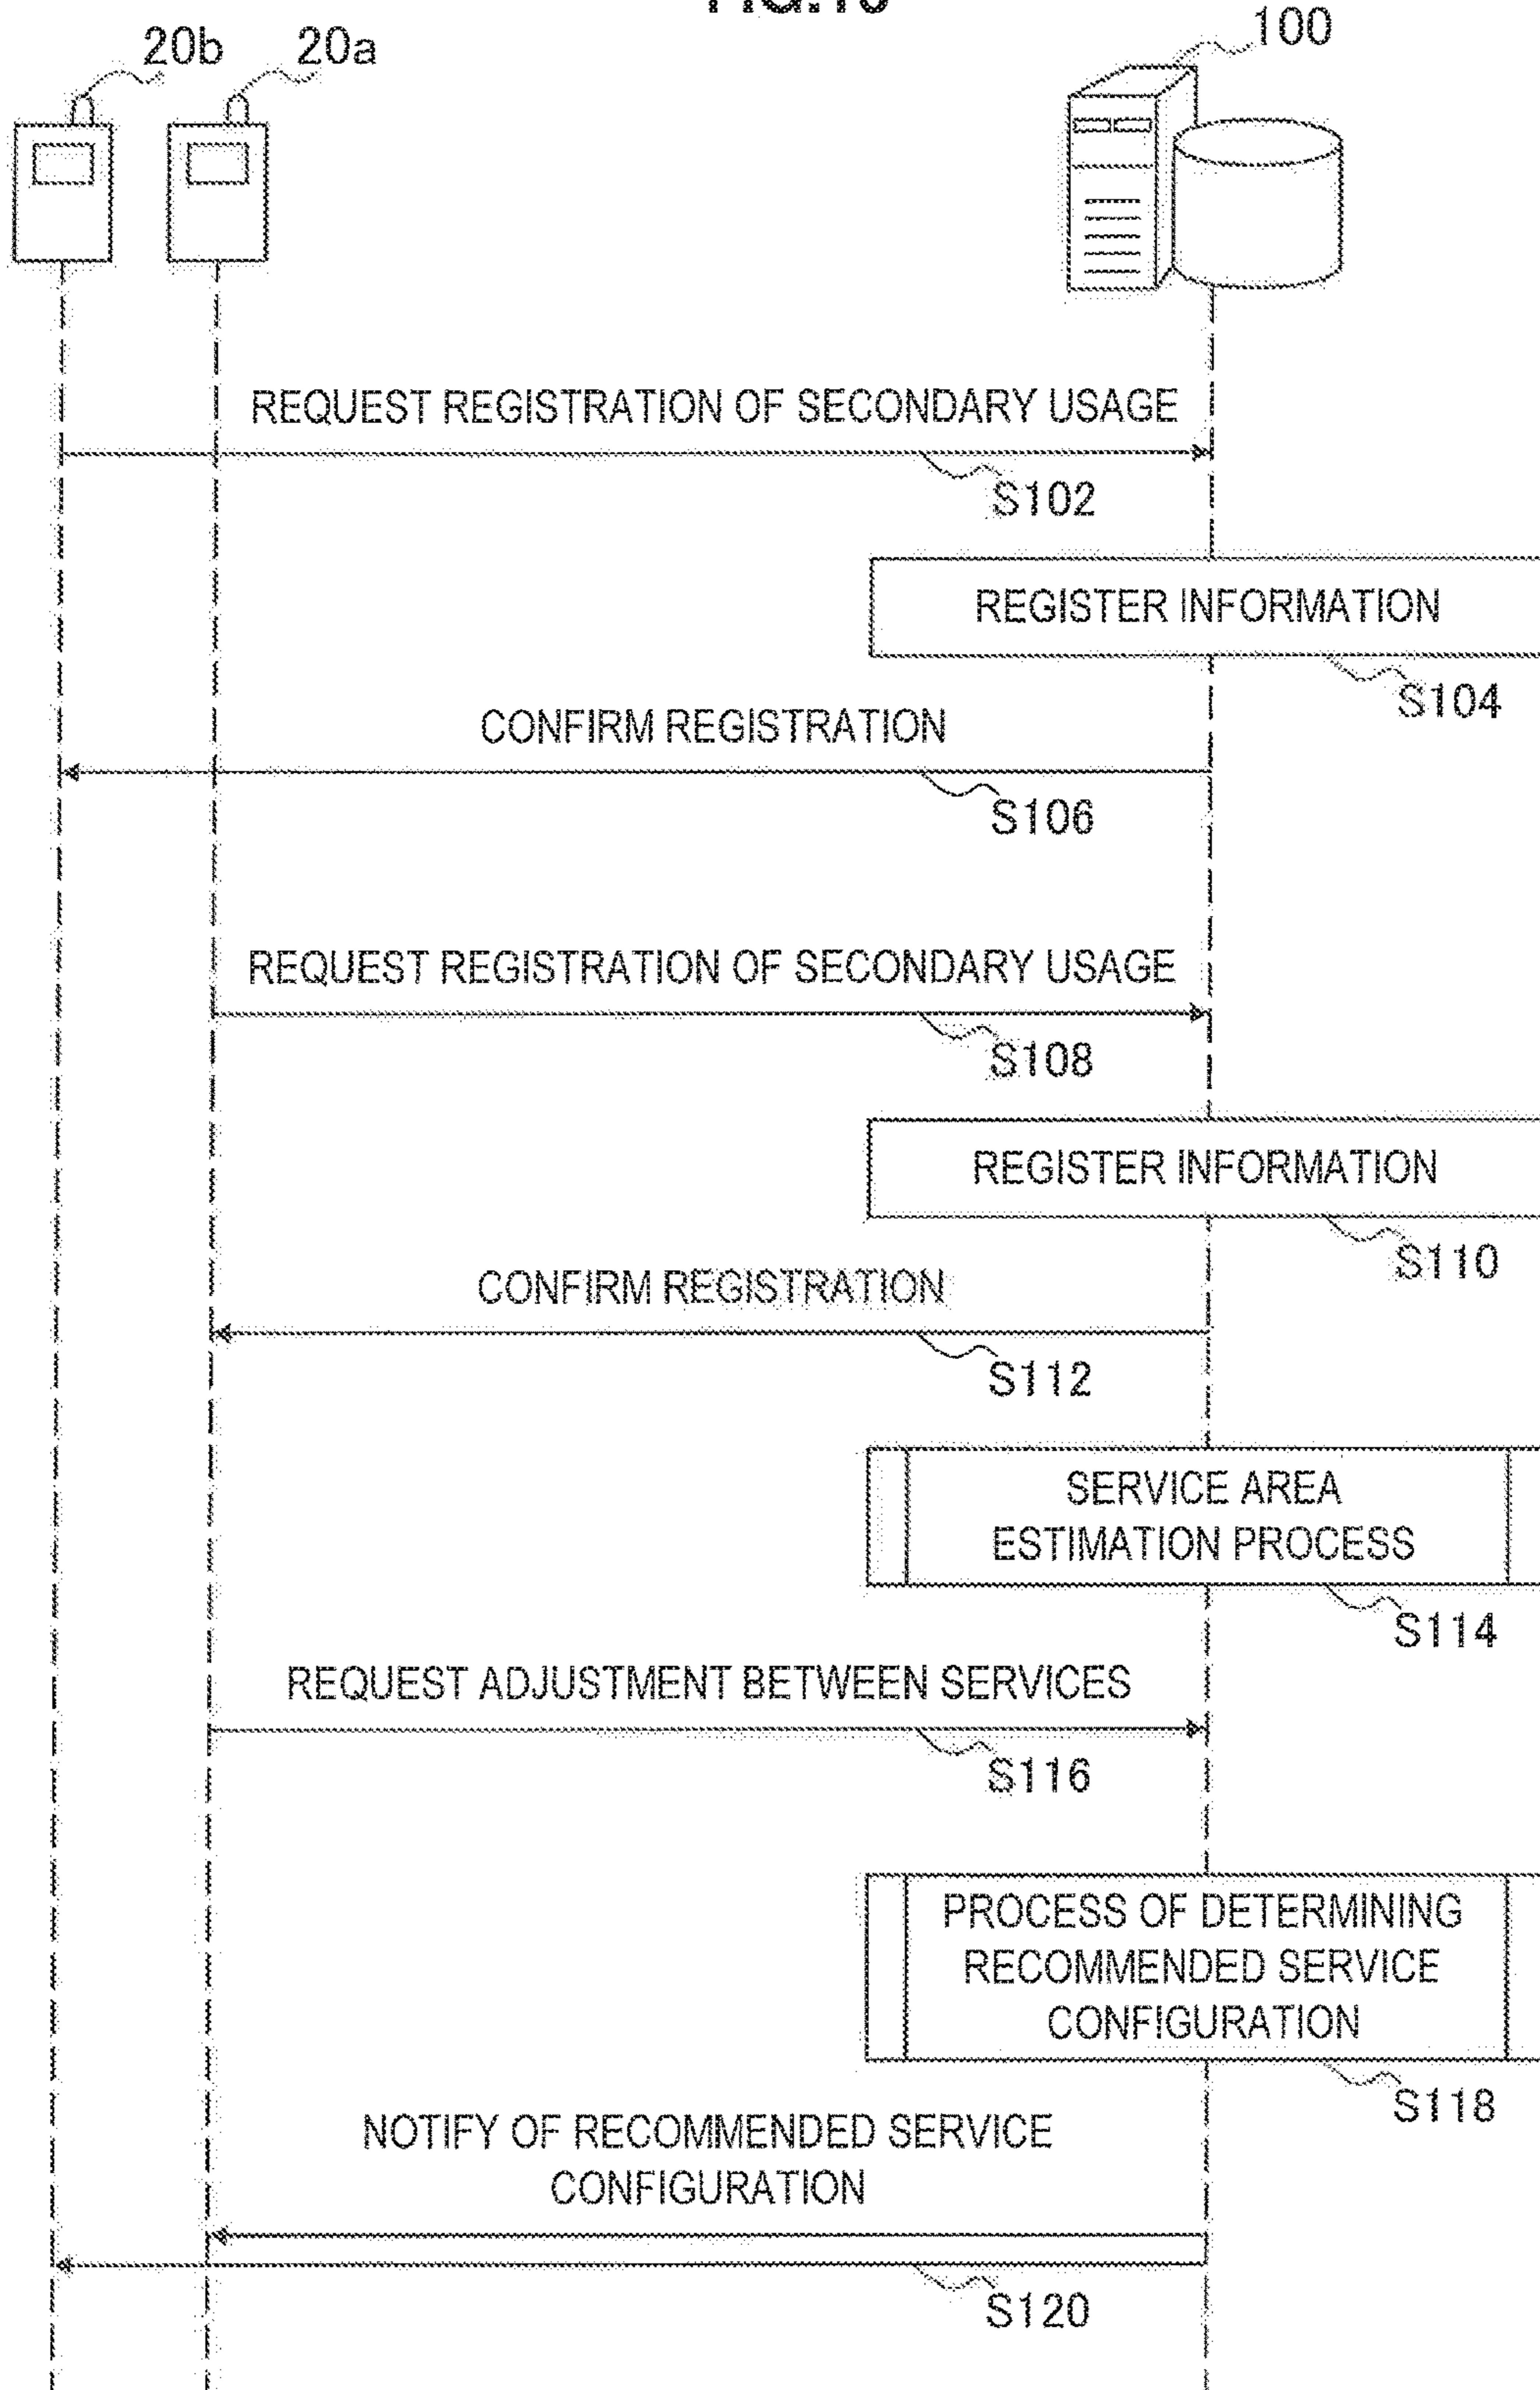 20b 20a 100
REQUEST REGISTRATION OF SECONDARY USAGE
S102
REGISTER INFORMATION
S104
CONFIRM REGISTRATION
S106
REQUEST REGISTRATION OF SECONDARY USAGE
S108
REGISTER INFORMATION
S110
CONFIRM REGISTRATION
S112
SERVICE AREA
ESTIMATION PROCESS
S114
REQUEST ADJUSTMENT BETWEEN SERVICES
S116
PROCESS OF DETERMINING
RECOMMENDED SERVICE
CONFIGURATION
S118
NOTIFY OF RECOMMENDED SERVICE
CONFIGURATION
S120